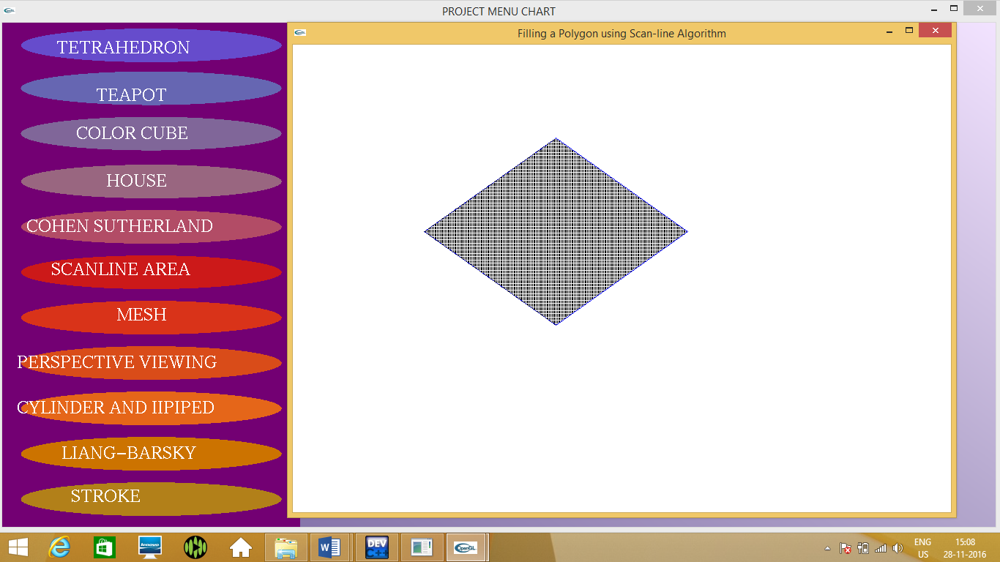 PROJECT MENU CHART
Filling a Polygon using Scan-line Algorithm
TETRAHEDRON
TEAPOT
COLOR CUBE
HOUSE
COHEN SUTHERLAND
SCANLINE AREA
MESH
PERSPECTIVE VIEWING
CYLINDER AND IIPIPED
LIANG-BARSKY
STROKE
lenovo
W
DEV
C++
OpenGL
ENG
US
15:08
28-11-2016